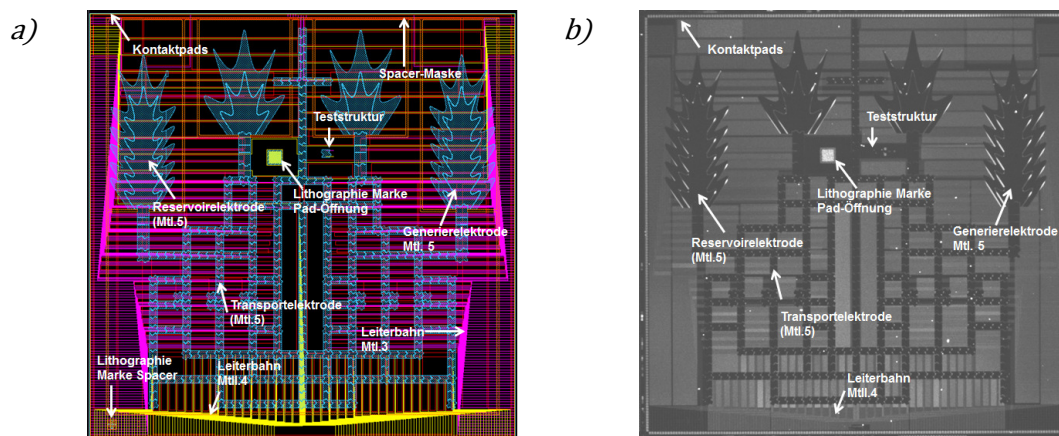 a)
Kontaktpads
Spacer-Maske
Teststruktur
Lithographie Marke
Pad-Öffnung
Reservoirelektrode
(Mtl.5)
Generierelektrode
Mtl. 5
Transportelektrode
(Mtl.5)
Leiterbahn
Mtl.3
Lithographie
Marke Spacer
Leiterbahn
Mtll.4
b)
Kontaktpads
Teststruktur
Lithographie Marke
Pad-Öffnung
Reservoirelektrode
(Mtl.5)
Generierelektrode
Mtl. 5
Transportelektrode
(Mtl.5)
Leiterbahn
Mtll.4